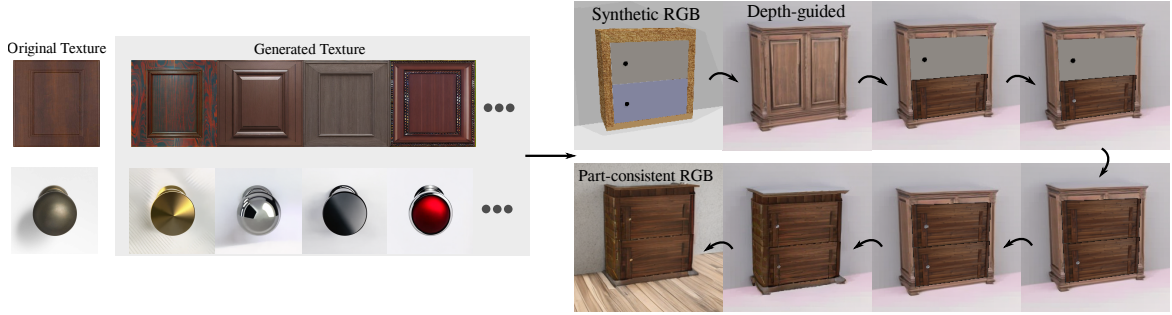 Original Texture
Generated Texture
Synthetic RGB
Depth-guided
Part-consistent RGB